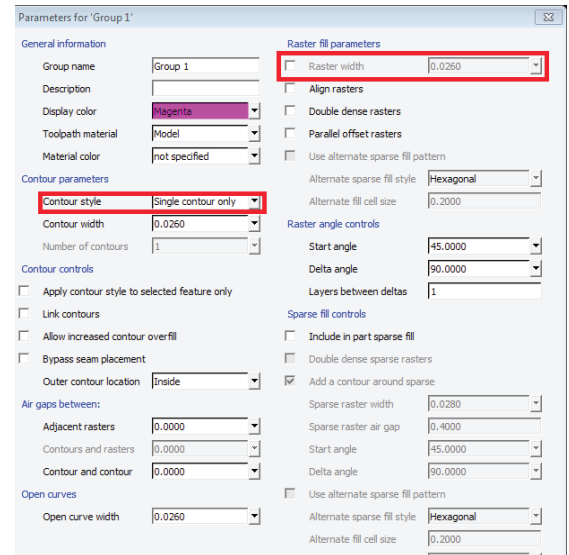 Parameters for 'Group 1'
General information
Group name Group 1
Description
Display color Magenta
Toolpath material Model
Material color not specified
Contour parameters
Contour style Single contour only
Contour width 0.0260
Number of contours 1
Contour controls
Apply contour style to selected feature only
Link contours
Allow increased contour overfill
Bypass seam placement
Outer contour location Inside
Air gaps between:
Adjacent rasters 0.0000
Contours and rasters 0.0000
Contour and contour 0.0000
Open curves
Open curve width 0.0260
Raster fill parameters
Raster width 0.0260
Align rasters
Double dense rasters
Parallel offset rasters
Use alternate sparse fill pattern
Alternate sparse fill style Hexagonal
Alternate fill cell size 0.2000
Raster angle controls
Start angle 45.0000
Delta angle 90.0000
Layers between deltas 1
Sparse fill controls
Include in part sparse fill
Double dense sparse rasters
Add a contour around sparse
Sparse raster width 0.0280
Sparse raster air gap 0.4000
Start angle 45.0000
Delta angle 90.0000
Use alternate sparse fill pattern
Alternate sparse fill style Hexagonal
Alternate fill cell size 0.2000